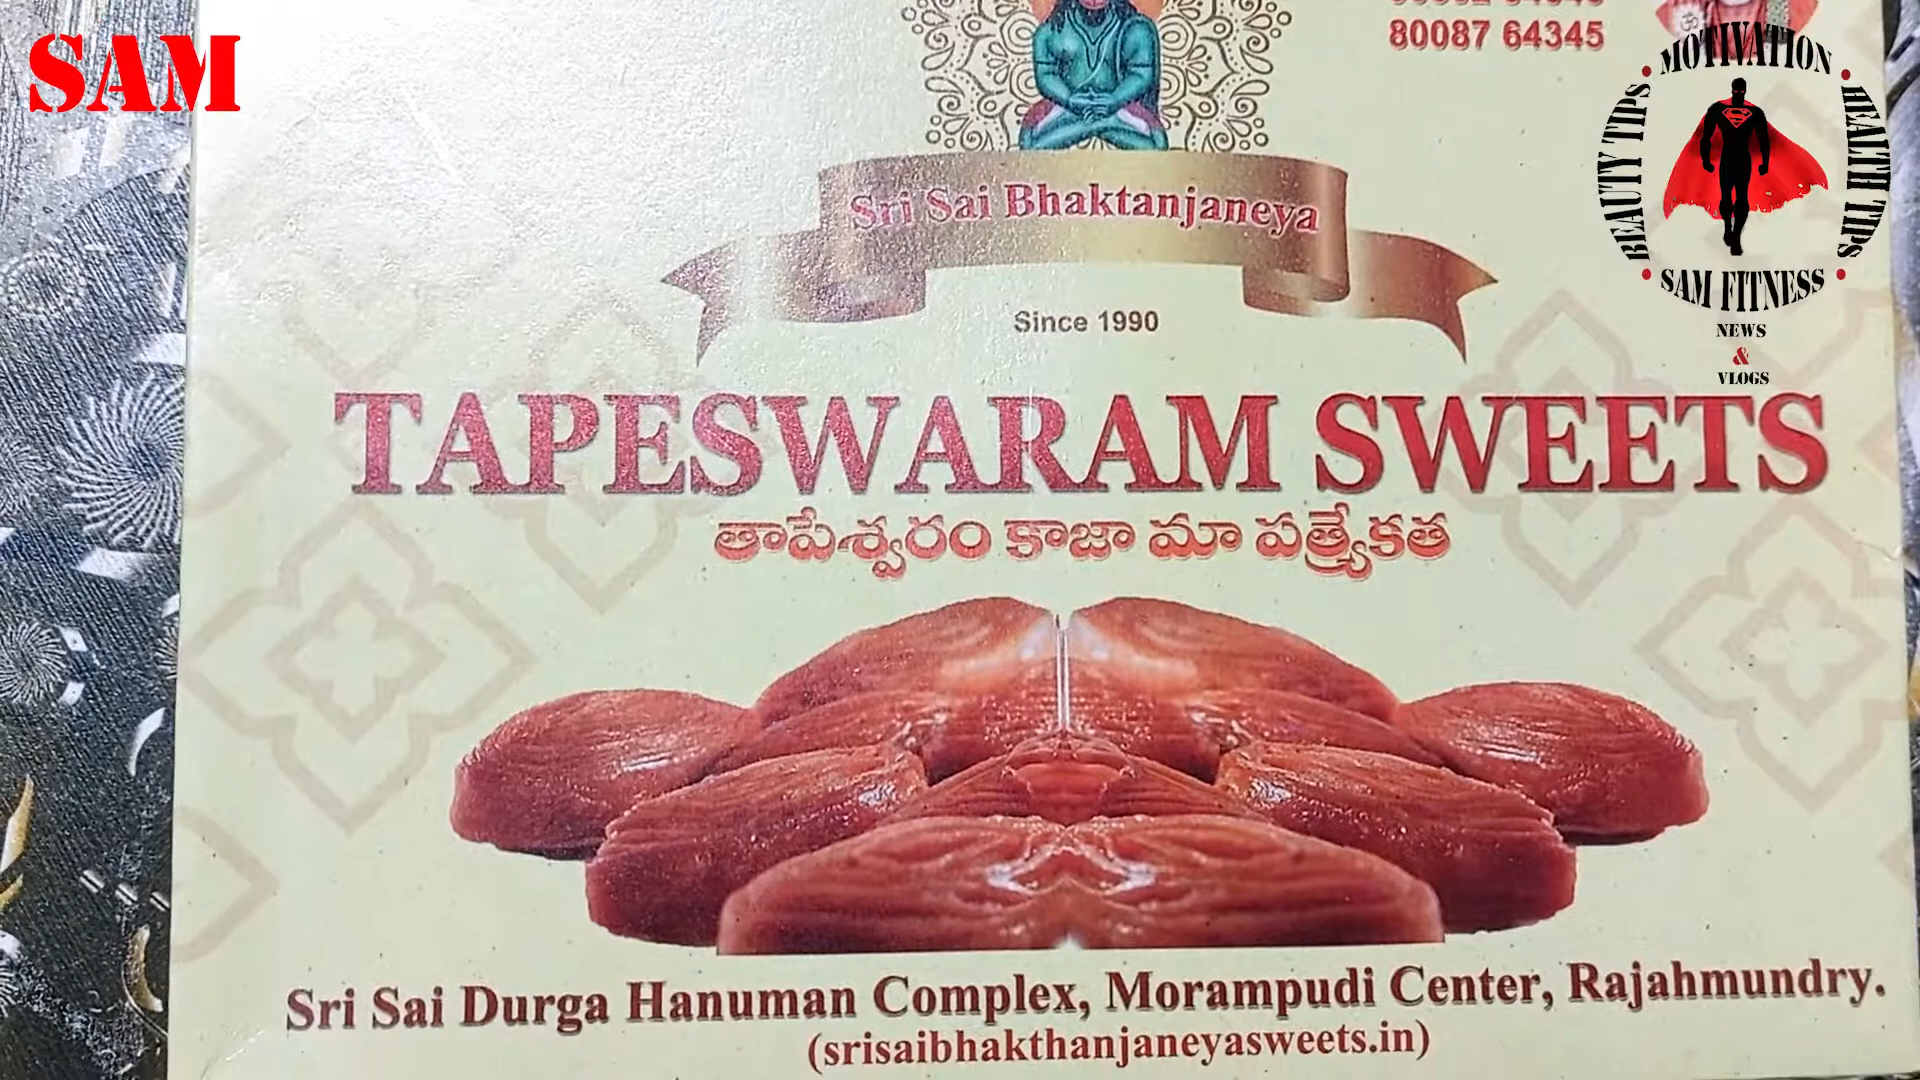 SAM
80087 64345
MOTIVATION
BEAUTY TIPS
HEALTH TIPS
SAM FITNESS
NEWS
&
VLOGS
Sri Sai Bhaktanjaneya
Since 1990
TAPESWARAM SWEETS
తాపేశ్వరం కాజా మా పత్ర్యేకత
Sri Sai Durga Hanuman Complex, Morampudi Center, Rajahmundry.
(srisaibhakthanjaneyasweets.in)